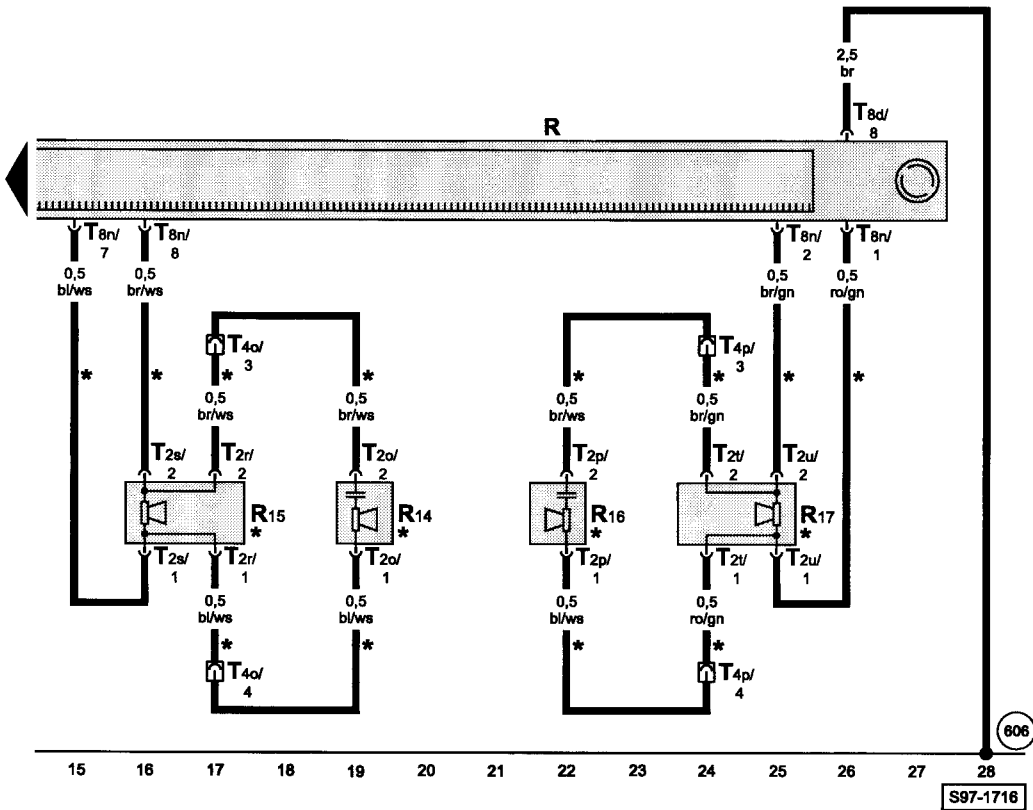 2,5
br
R
T8d/
8
T8n/
7
T8n/
8
T8n/
2
T8n/
1
0,5
bl/ws
0,5
br/ws
0,5
br/gn
0,5
ro/gn
T4o/
3
T4p/
3
*
*
*
*
*
*
*
*
0,5
br/ws
0,5
br/ws
0,5
br/ws
0,5
br/gn
T2s/
2
T2r/
2
T2o/
2
T2p/
2
T2t/
2
T2u/
2
R15
*
R14
*
R16
*
R17
*
T2s/
1
T2r/
1
T2o/
1
T2p/
1
T2t/
1
T2u/
1
0,5
bl/ws
0,5
bl/ws
0,5
bl/ws
0,5
ro/gn
*
*
*
*
T4o/
4
T4p/
4
606
15 16 17 18 19 20 21 22 23 24 25 26 27 28
S97-1716